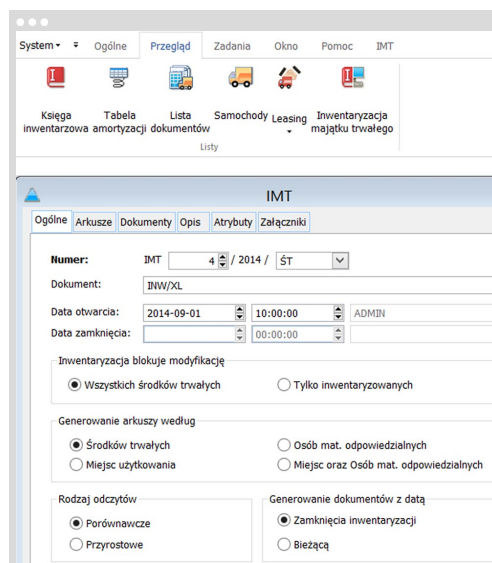 System Ogólne Przegląd Zadania Okno Pomoc IMT
Księga inwentarzowa
Tabela amortyzacji
Lista dokumentów
Samochody
Leasing
Inwentaryzacja majątku trwałego
Listy
IMT
Ogólne Arkusze Dokumenty Opis Atrybuty Załączniki
Numer: IMT 4 / 2014 / ŚT
Dokument: INW/XL
Data otwarcia: 2014-09-01 10:00:00 ADMIN
Data zamknięcia: 00:00:00
Inwentaryzacja blokuje modyfikację
Wszystkich środków trwałych Tylko inwentaryzowanych
Generowanie arkuszy według
Środków trwałych Osób mat. odpowiedzialnych
Miejsc użytkowania Miejsc oraz Osób mat. odpowiedzialnych
Rodzaj odczytów Generowanie dokumentów z datą
Porównawcze Zamknięcia inwentaryzacji
Przyrostowe Bieżącą